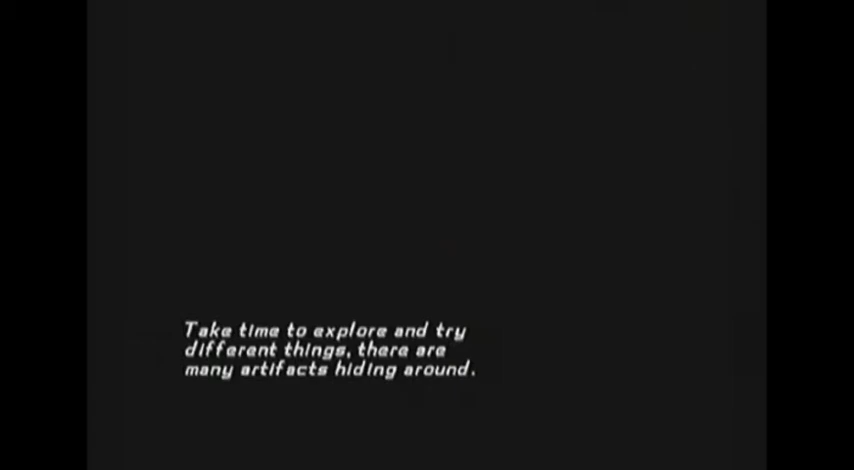 Take time to explore and try
different things, there are
many artifacts hiding around.